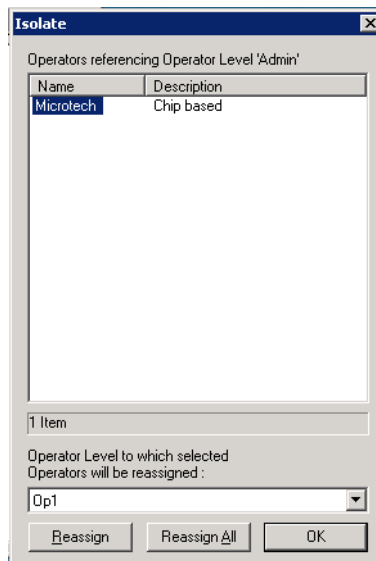 Isolate
Operators referencing Operator Level 'Admin'
Name Description
Microtech Chip based
1 Item
Operator Level to which selected
Operators will be reassigned :
Op1
Reassign Reassign All OK